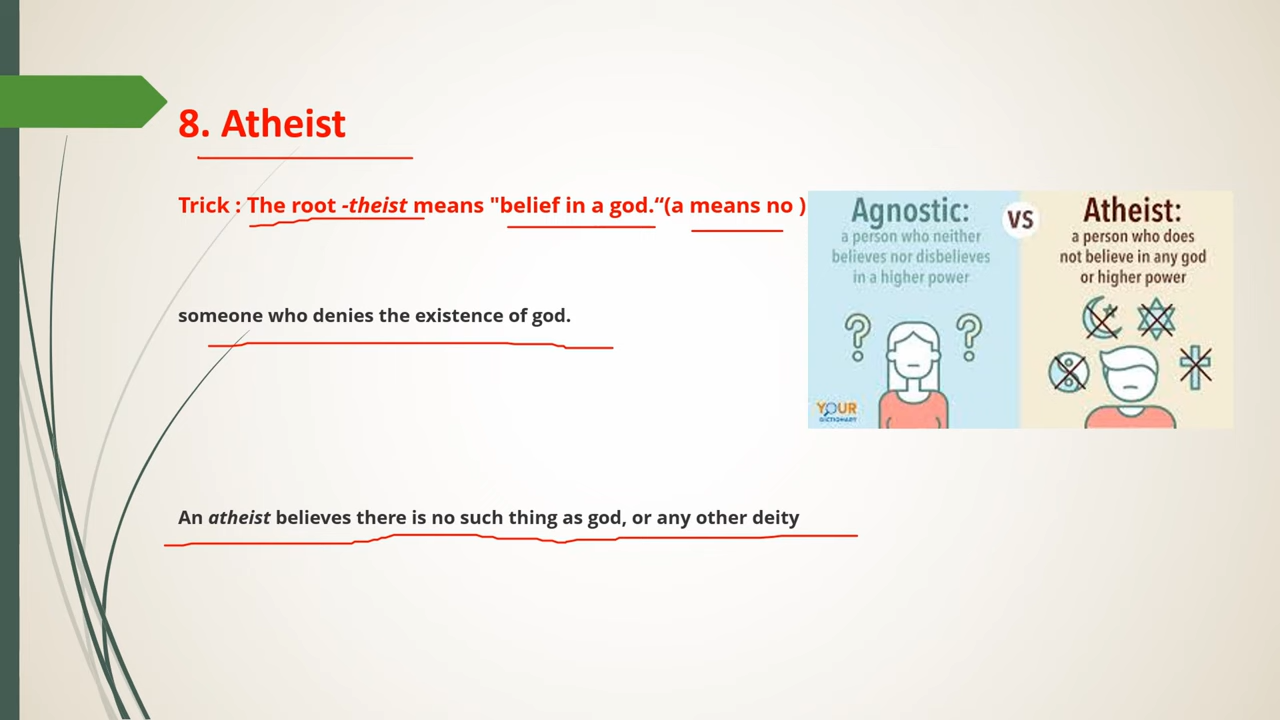 8. Atheist
Trick : The root -theist means "belief in a god.“(a means no )
someone who denies the existence of god.
An atheist believes there is no such thing as god, or any other deity
Agnostic:
a person who neither
believes nor disbelieves
in a higher power
VS
Atheist:
a person who does
not believe in any god
or higher power
YOUR
DICTIONARY